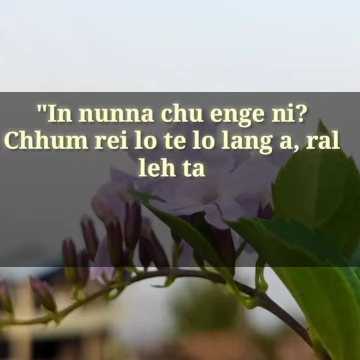 "In nunna chu enge ni?
Chhum rei lo te lo lang a, ral
leh ta